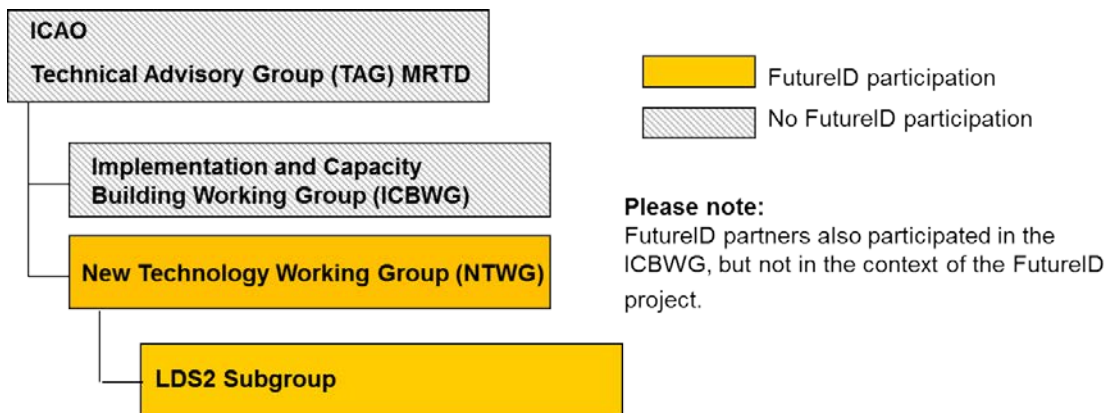 ICAO
Technical Advisory Group (TAG) MRTD
FutureID participation
No FutureID participation
Implementation and Capacity
Building Working Group (ICBWG)
Please note:
FutureID partners also participated in the
ICBWG, but not in the context of the FutureID
project.
New Technology Working Group (NTWG)
LDS2 Subgroup